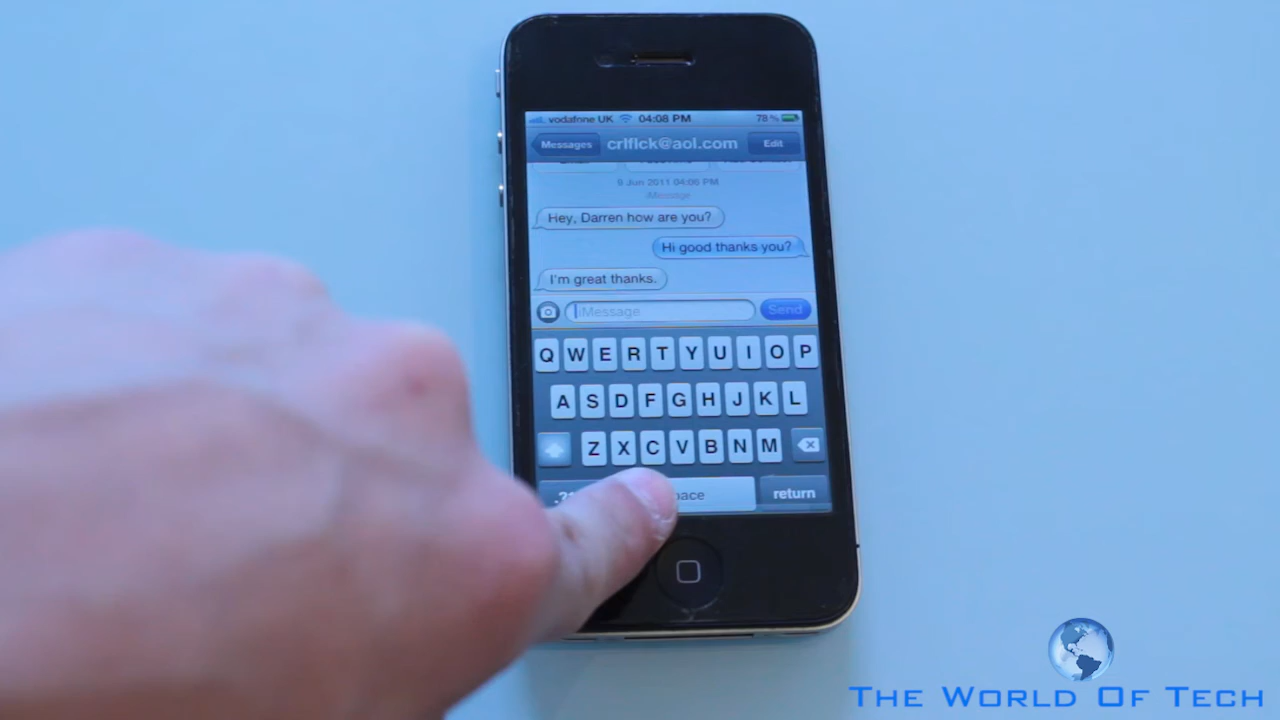 vodafone UK 04:08 PM 78%
Messages crlflck@aol.com Edit
9 Jun 2011 04:06 PM
iMessage
Hey, Darren how are you?
Hi good thanks you?
I'm great thanks.
iMessage Send
Q W E R T Y U I O P
A S D F G H J K L
Z X C V B N M
return
THE WORLD OF TECH